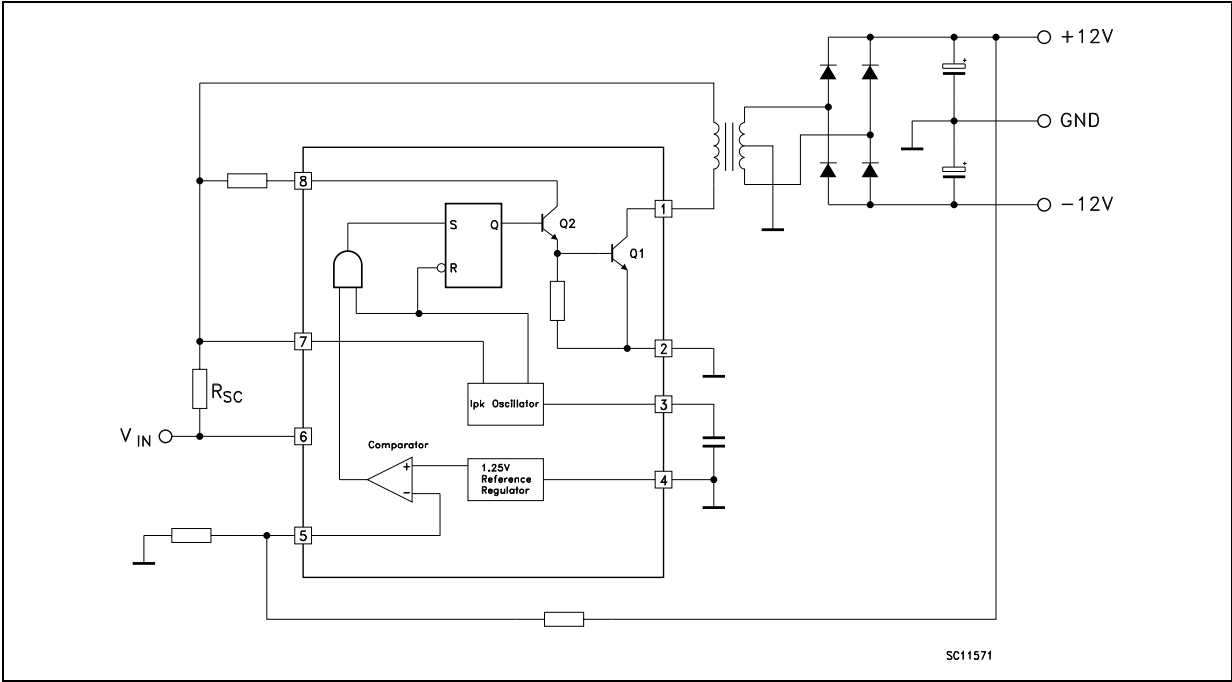 +12V
GND
-12V
8
1
S
Q
Q2
Q1
R
7
2
RSC
Ipk Oscillator
3
VIN
6
Comparator
+
-
1.25V
Reference
Regulator
4
5
+
+
SC11571